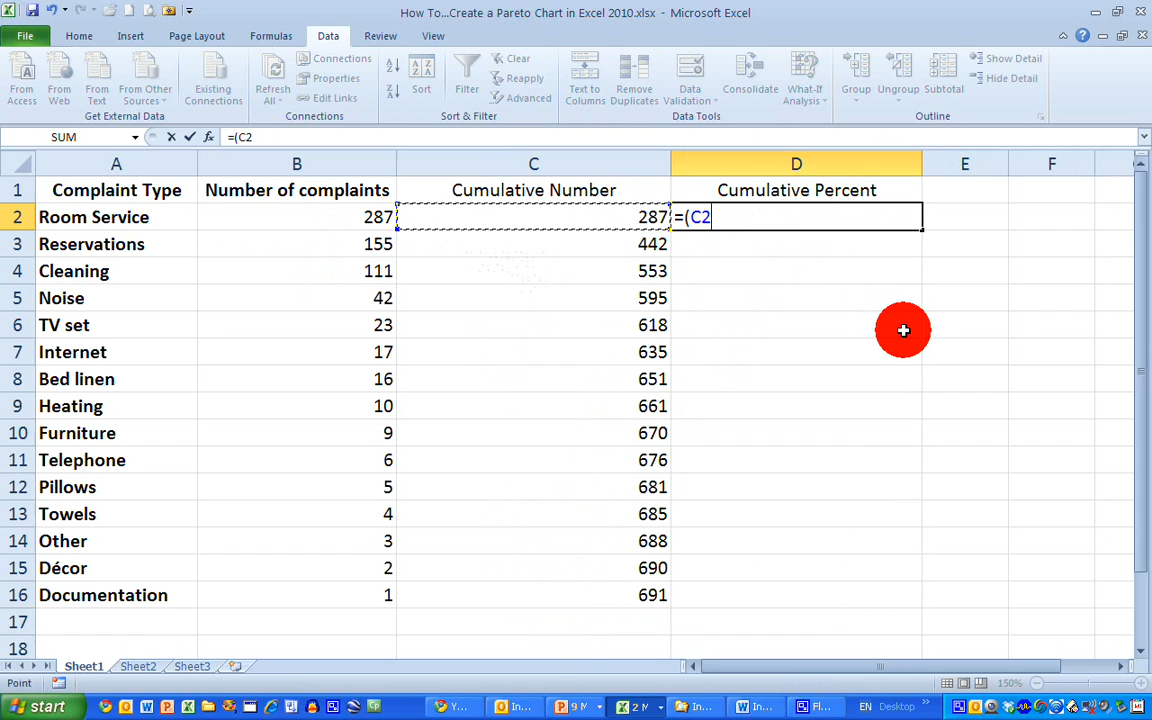 How To...Create a Pareto Chart in Excel 2010.xlsx - Microsoft Excel
File Home Insert Page Layout Formulas Data Review View
From Access From Web From Text From Other Sources Existing Connections Refresh All Connections Properties Edit Links Sort Filter Clear Reapply Advanced Text to Columns Remove Duplicates Data Validation Consolidate What-If Analysis Group Ungroup Subtotal Show Detail Hide Detail
Get External Data Connections Sort & Filter Data Tools Outline
SUM fx =(C2
A B C D E F
1 Complaint Type Number of complaints Cumulative Number Cumulative Percent
2 Room Service 287 287 =(C2
3 Reservations 155 442
4 Cleaning 111 553
5 Noise 42 595
6 TV set 23 618
7 Internet 17 635
8 Bed linen 16 651
9 Heating 10 661
10 Furniture 9 670
11 Telephone 6 676
12 Pillows 5 681
13 Towels 4 685
14 Other 3 688
15 Décor 2 690
16 Documentation 1 691
17
18
Sheet1 Sheet2 Sheet3
Point 150%
start Y... In... 9 M 2 M In... In... Fl... EN Desktop